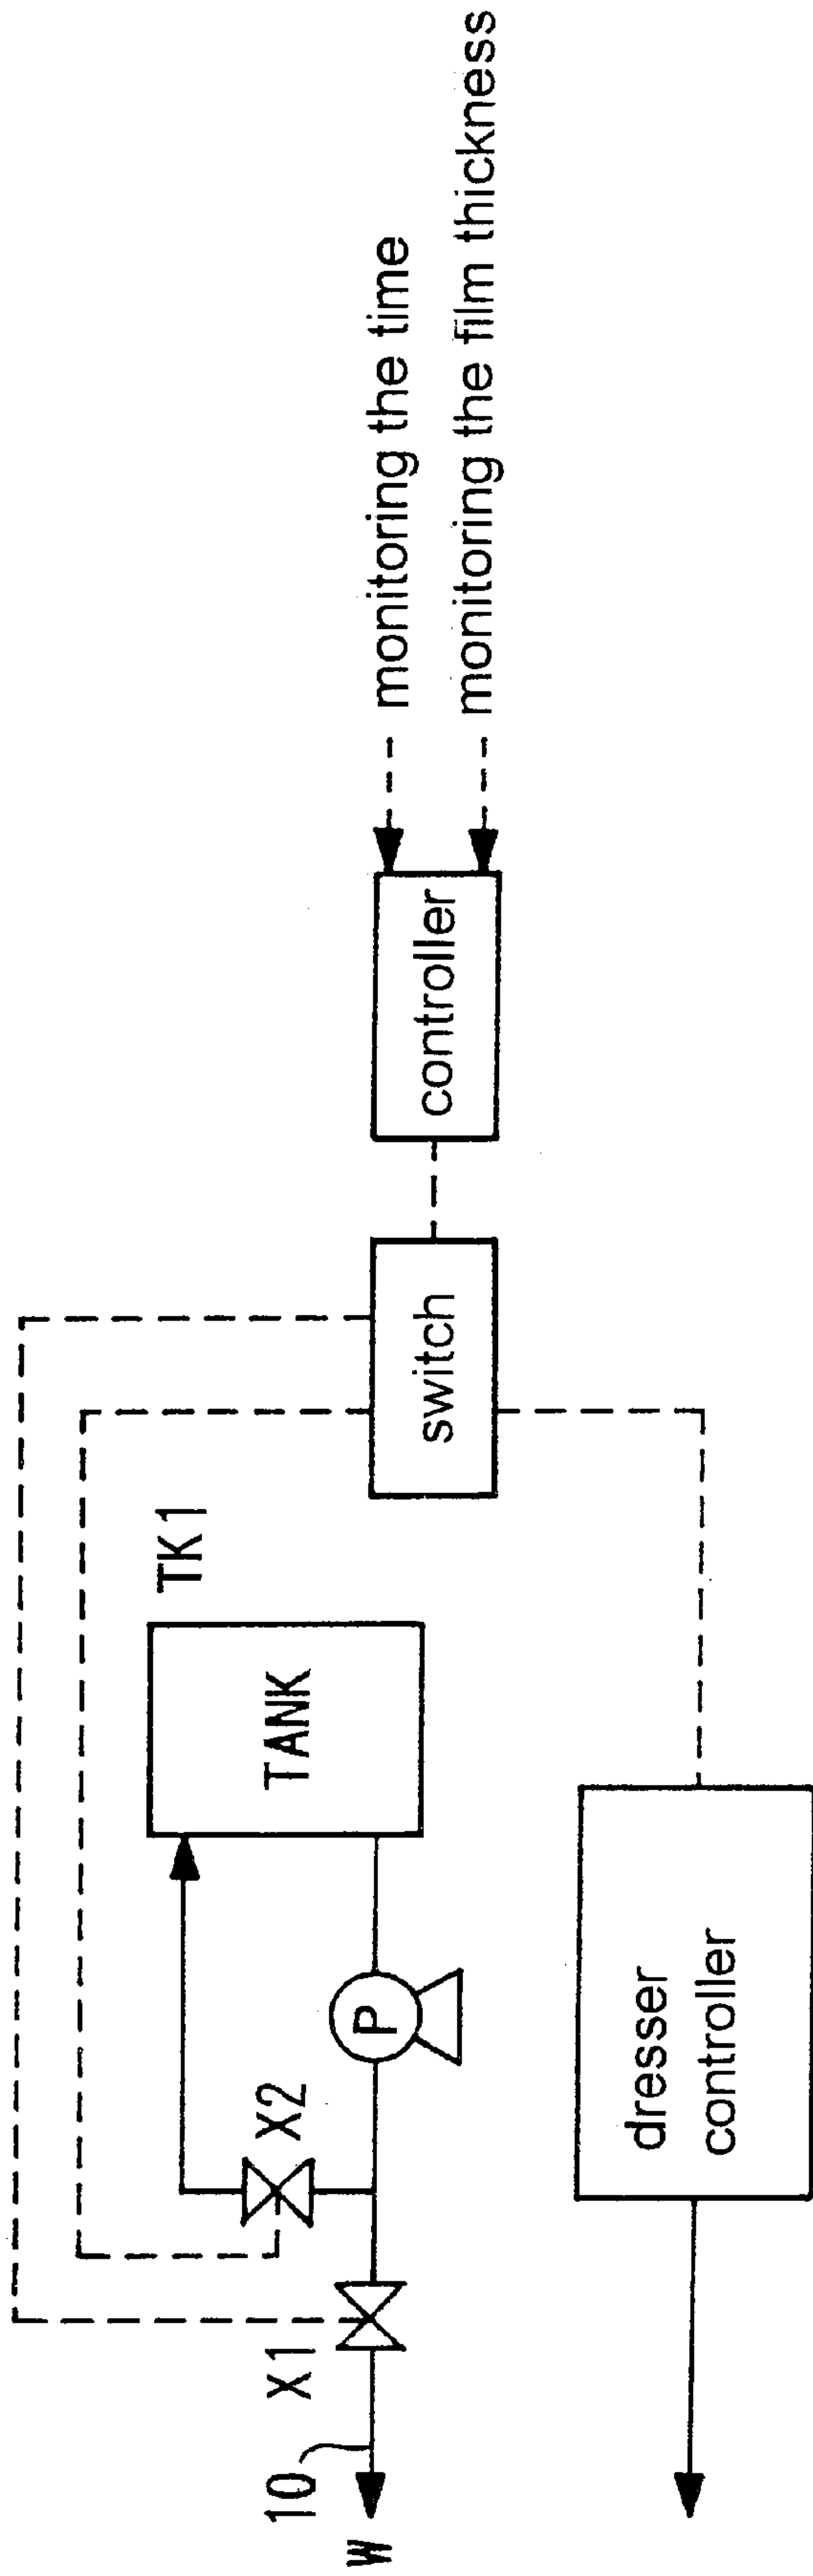 monitoring the time
monitoring the film thickness
controller
switch
TK1
TANK
P
X2
X1
10
W
dresser
controller